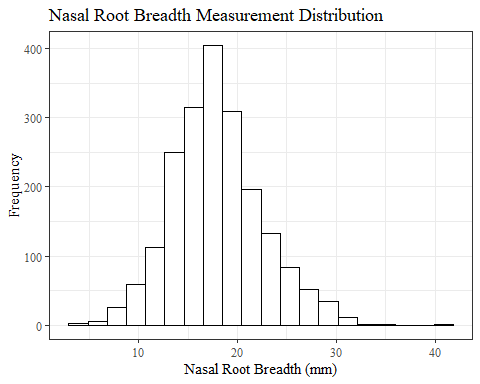 Nasal Root Breadth Measurement Distribution
Frequency
400
300
200
100
0
10 20 30 40
Nasal Root Breadth (mm)